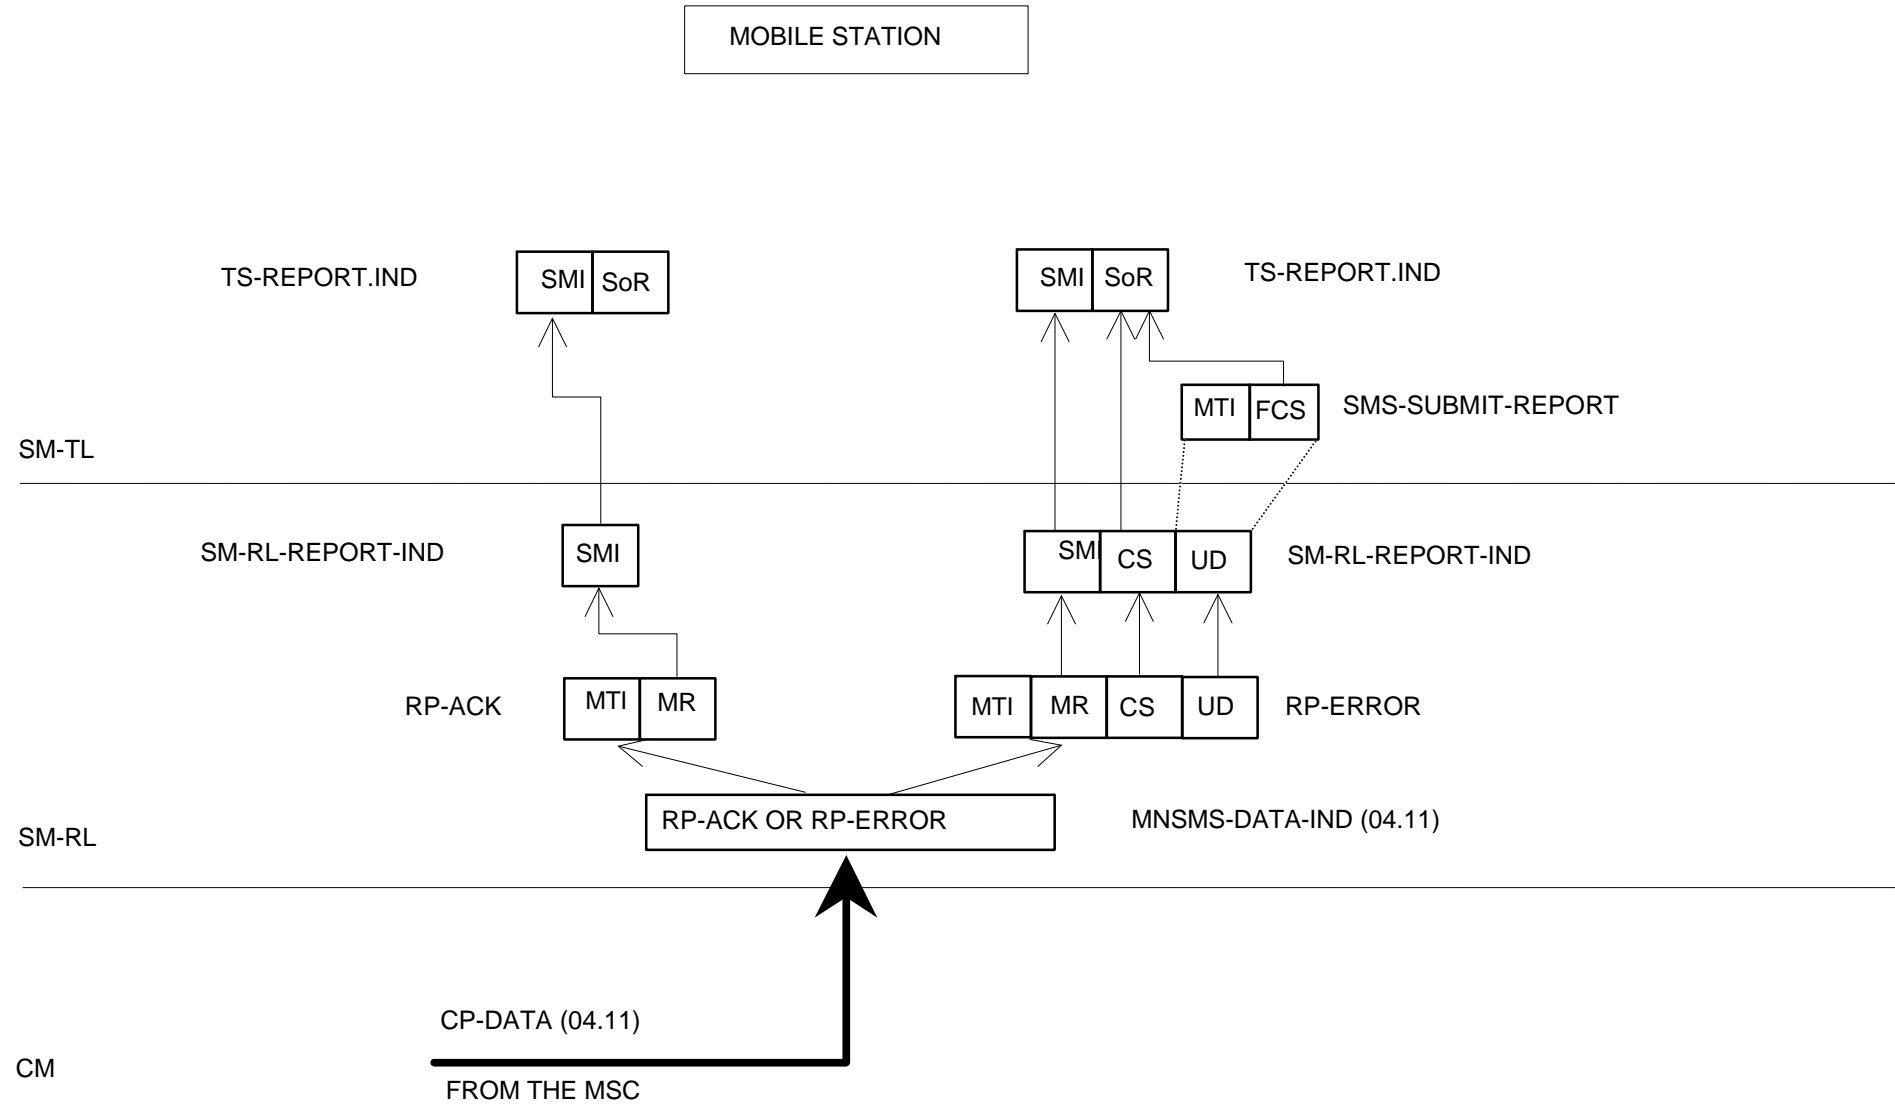 MOBILE STATION
TS-REPORT.IND SMI SoR SMI SoR TS-REPORT.IND
MTI FCS SMS-SUBMIT-REPORT
SM-TL
SM-RL-REPORT-IND SMI SMI CS UD SM-RL-REPORT-IND
RP-ACK MTI MR MTI MR CS UD RP-ERROR
RP-ACK OR RP-ERROR MNSMS-DATA-IND (04.11)
SM-RL
CP-DATA (04.11)
CM
FROM THE MSC